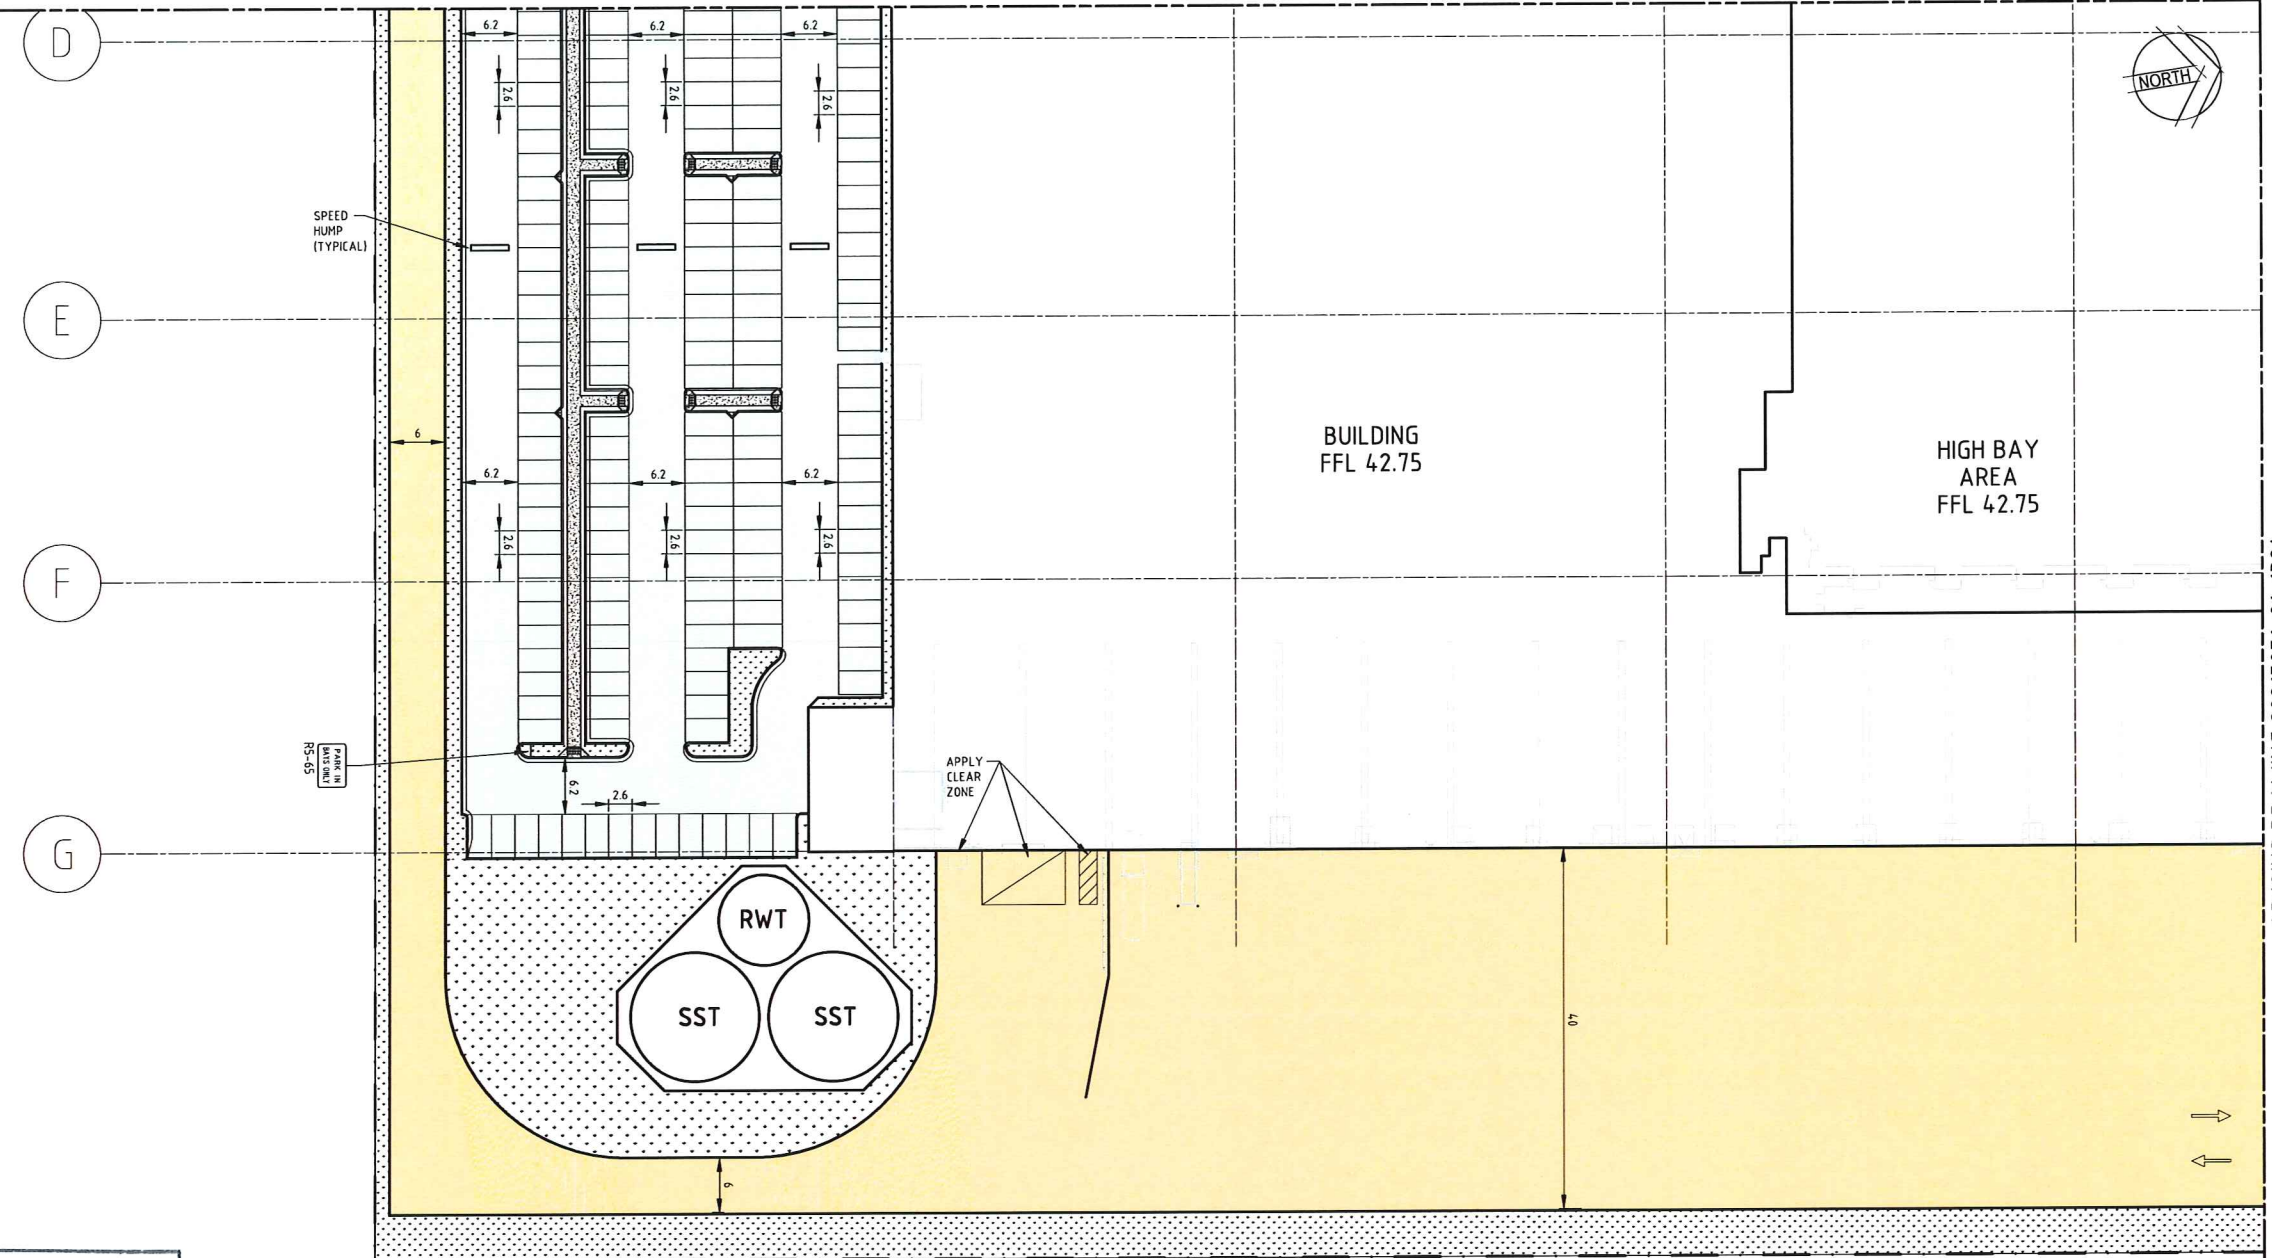 D
6.2
6.2
6.2
NORTH
2.6
2.6
2.6
SPEED
HUMP
(TYPICAL)
E
6
BUILDING
FFL 42.75
HIGH BAY
AREA
FFL 42.75
6.2
6.2
6.2
2.6
2.6
2.6
F
PARK IN
BAYS ONLY
R5-65
APPLY
CLEAR
ZONE
6.2
2.6
G
RWT
SST
SST
40
6